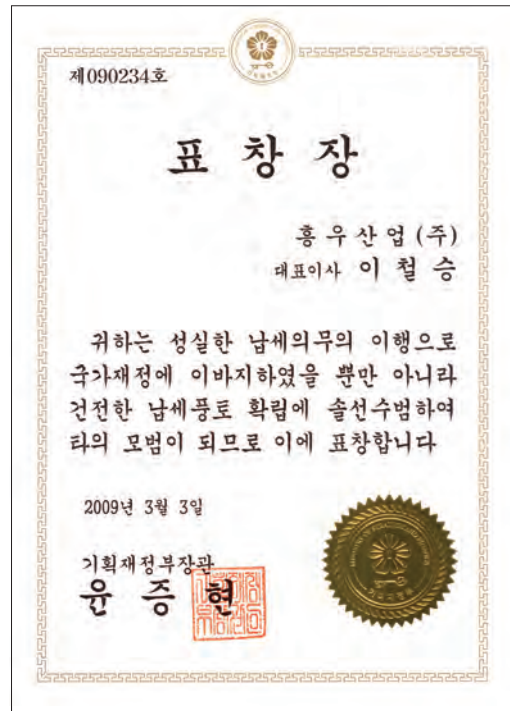 제090234호
표 창 장
흥 우 산 업 (주)
대표이사 이 철 승
귀하는 성실한 납세의무의 이행으로
국가재정에 이바지하였을 뿐만 아니라
건전한 납세풍토 확립에 솔선수범하여
타의 모범이 되므로 이에 표창합니다
2009년 3월 3일
기획재정부장관
윤 증 현